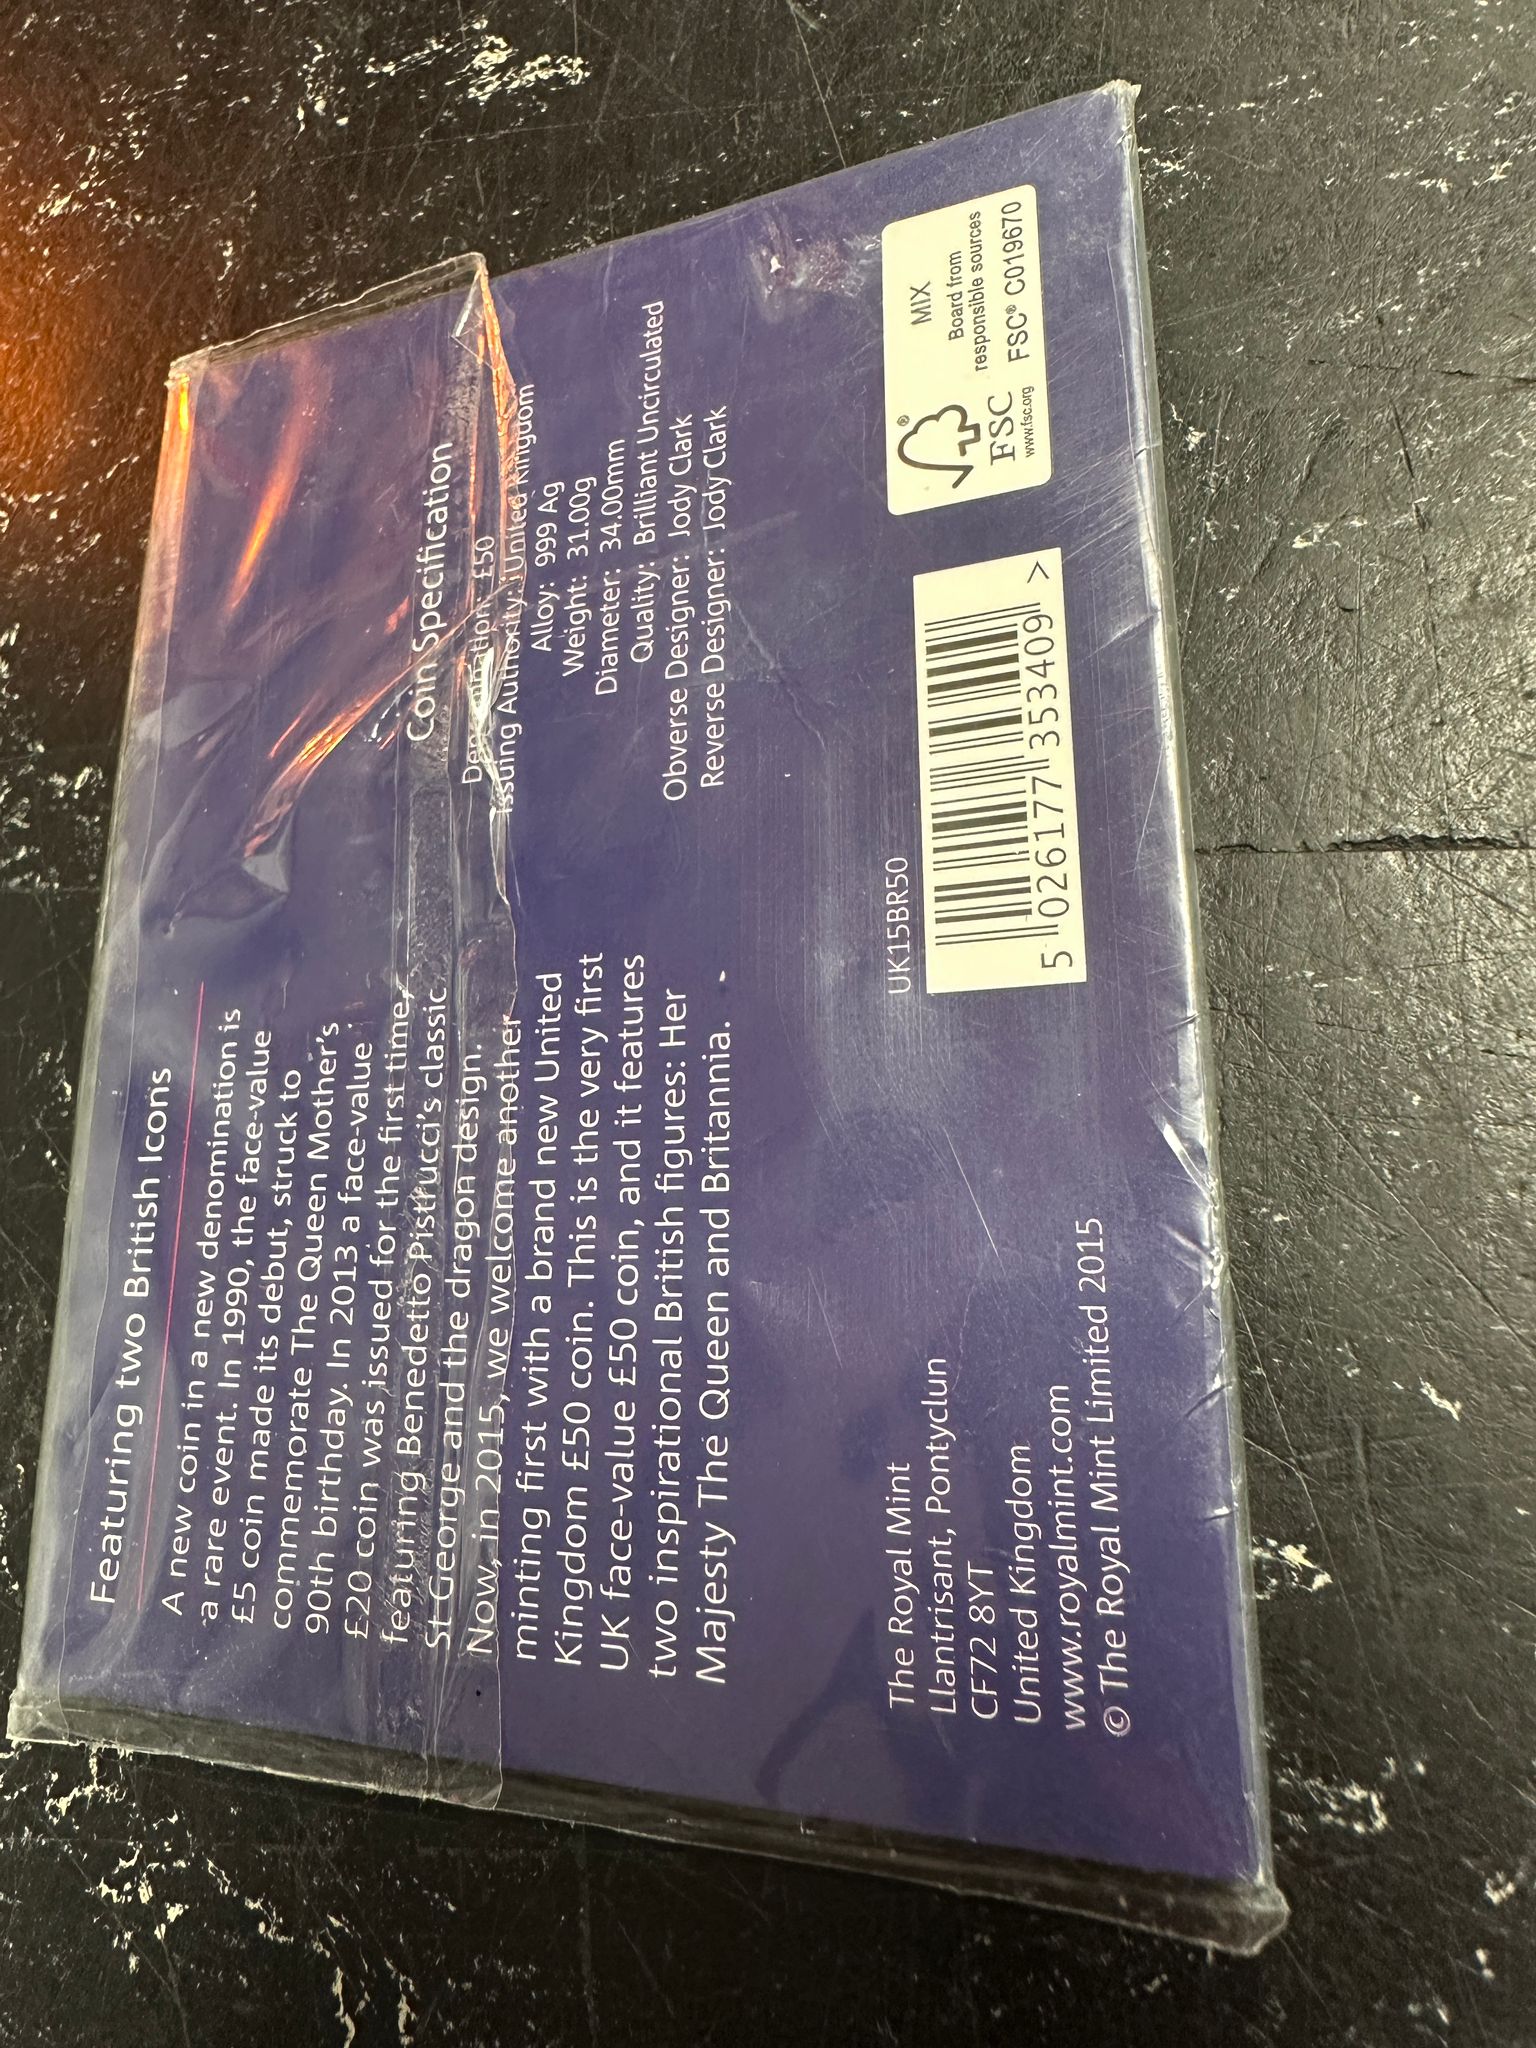 Featuring two British Icons
A new coin in a new denomination is
a rare event. In 1990, the face-value
£5 coin made its debut, struck to
commemorate The Queen Mother's
90th birthday. In 2013 a face-value
£20 coin was issued for the first time,
featuring Benedetto Pistrucci's classic
St George and the dragon design.
Now, in 2015, we welcome another
minting first with a brand new United
Kingdom £50 coin. This is the very first
UK face-value £50 coin, and it features
two inspirational British figures: Her
Majesty The Queen and Britannia.
Coin Specification
Denomination: £50
Issuing Authority: United Kingdom
Alloy: 999 Ag
Weight: 31.00g
Diameter: 34.00mm
Quality: Brilliant Uncirculated
Obverse Designer: Jody Clark
Reverse Designer: Jody Clark
The Royal Mint
Llantrisant, Pontyclun
CF72 8YT
United Kingdom
www.royalmint.com
© The Royal Mint Limited 2015
UK15BR50
5 026177 353409 >
FSC
www.fsc.org
MIX
Board from
responsible sources
FSC® C019670